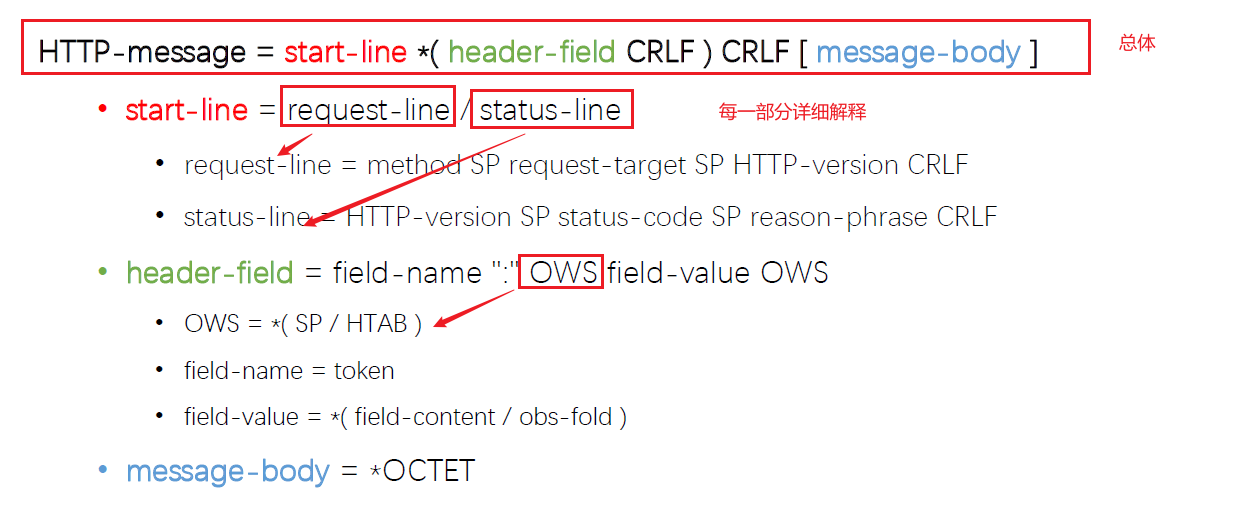 HTTP-message = start-line *( header-field CRLF ) CRLF [ message-body ]
总体
• start-line = request-line / status-line
每一部分详细解释
• request-line = method SP request-target SP HTTP-version CRLF
• status-line = HTTP-version SP status-code SP reason-phrase CRLF
• header-field = field-name ":" OWS field-value OWS
• OWS = *( SP / HTAB )
• field-name = token
• field-value = *( field-content / obs-fold )
• message-body = *OCTET